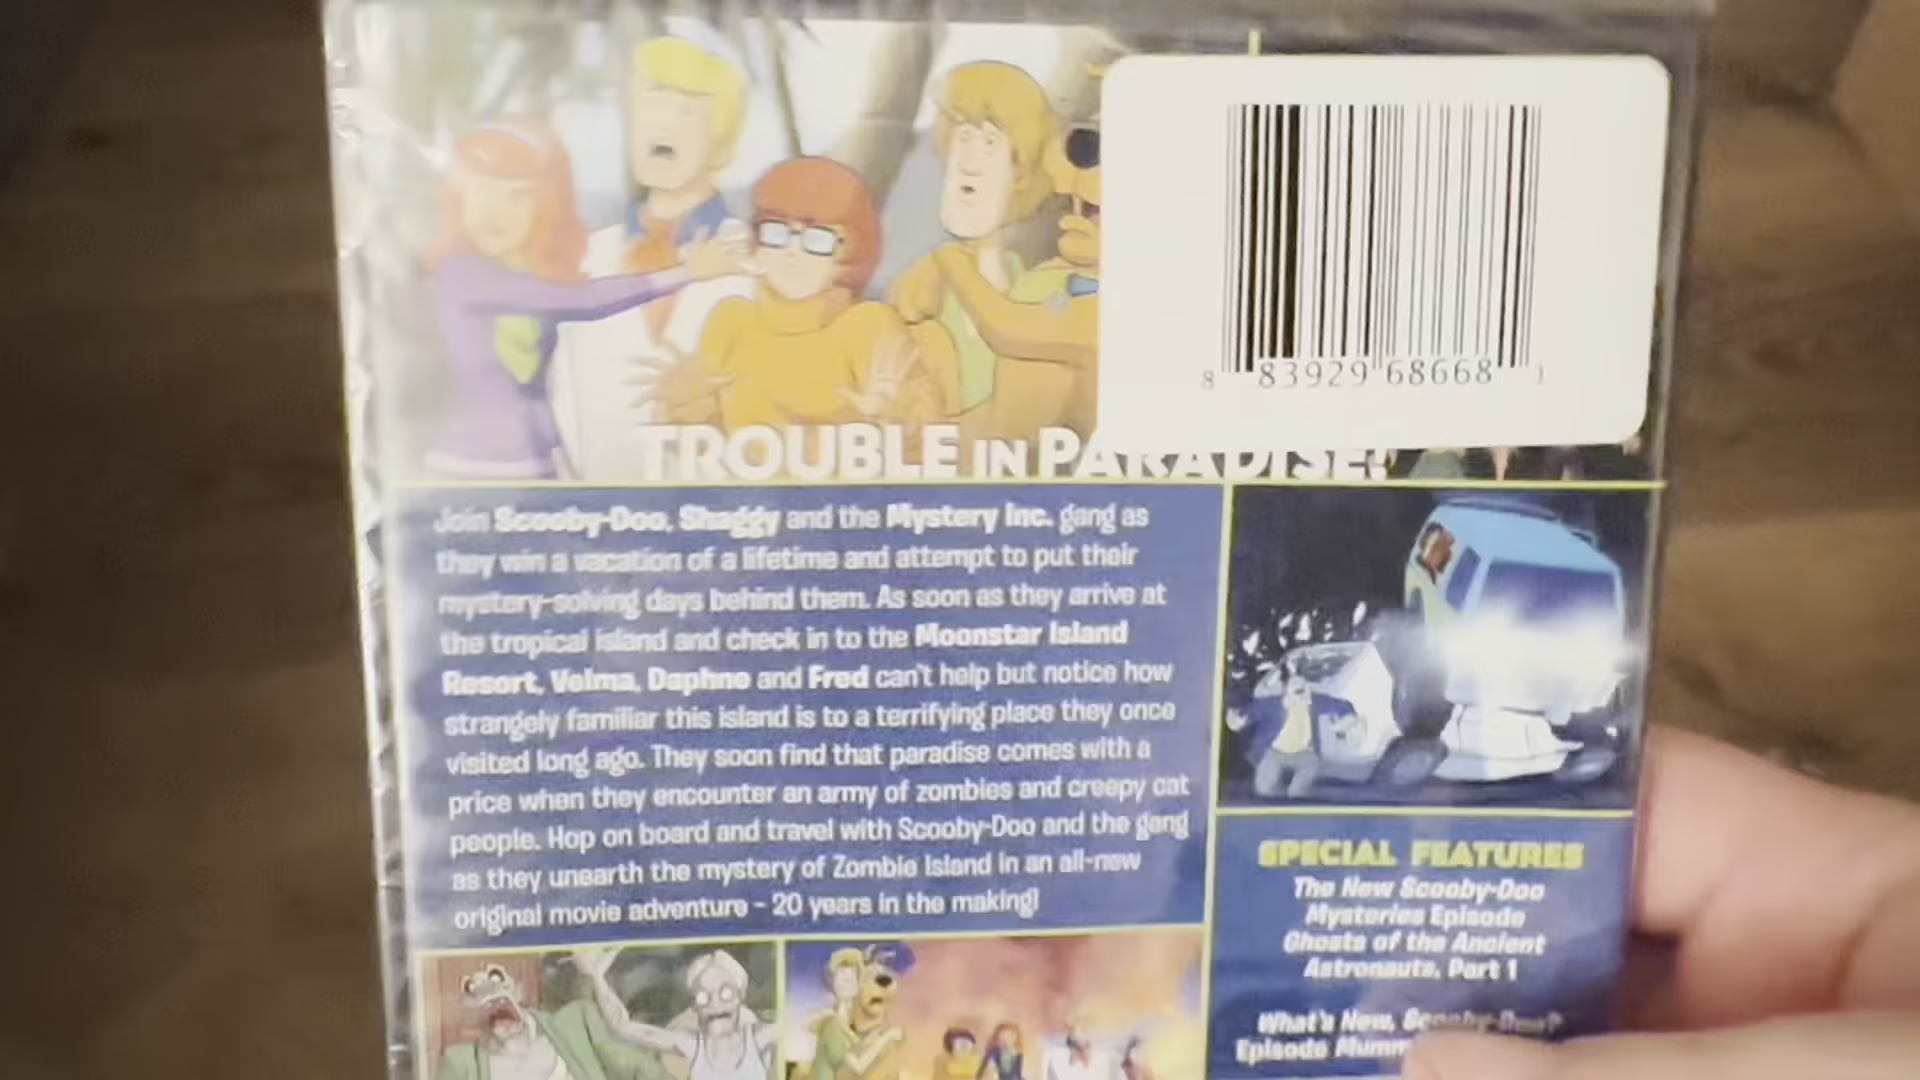 8 83929 68668 1
TROUBLE IN PARADISE!
Join Scooby-Doo, Shaggy and the Mystery Inc. gang as
they win a vacation of a lifetime and attempt to put their
mystery-solving days behind them. As soon as they arrive at
the tropical island and check in to the Moonstar Island
Resort, Velma, Daphne and Fred can't help but notice how
strangely familiar this island is to a terrifying place they once
visited long ago. They soon find that paradise comes with a
price when they encounter an army of zombies and creepy cat
people. Hop on board and travel with Scooby-Doo and the gang
as they unearth the mystery of Zombie Island in an all-new
original movie adventure - 20 years in the making!
SPECIAL FEATURES
The New Scooby-Doo
Mysteries Episode
Ghosts of the Ancient
Astronauts, Part 1
What's New, Scooby-Doo?
Episode Mumm